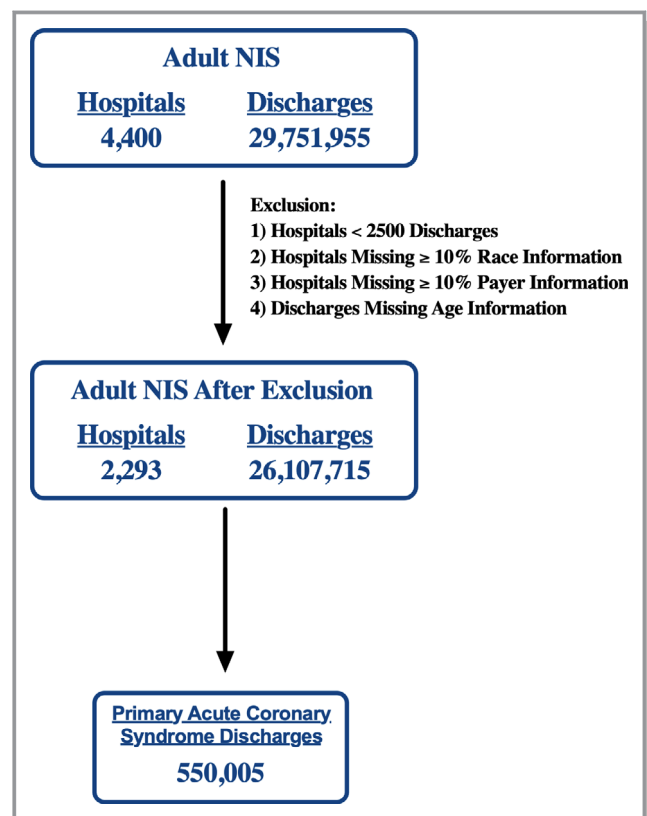 Adult NIS
Hospitals Discharges
4,400 29,751,955
Exclusion:
1) Hospitals < 2500 Discharges
2) Hospitals Missing ≥ 10% Race Information
3) Hospitals Missing ≥ 10% Payer Information
4) Discharges Missing Age Information
Adult NIS After Exclusion
Hospitals Discharges
2,293 26,107,715
Primary Acute Coronary
Syndrome Discharges
550,005